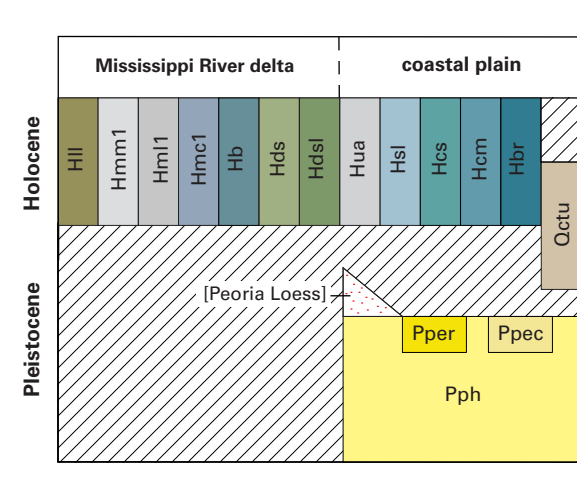 Mississippi River delta
coastal plain
Holocene
Hll
Hmm1
Hml1
Hmc1
Hb
Hds
Hdsl
Hua
Hsl
Hcs
Hcm
Hbr
Qctu
Pleistocene
[Peoria Loess]
Pper
Ppec
Pph